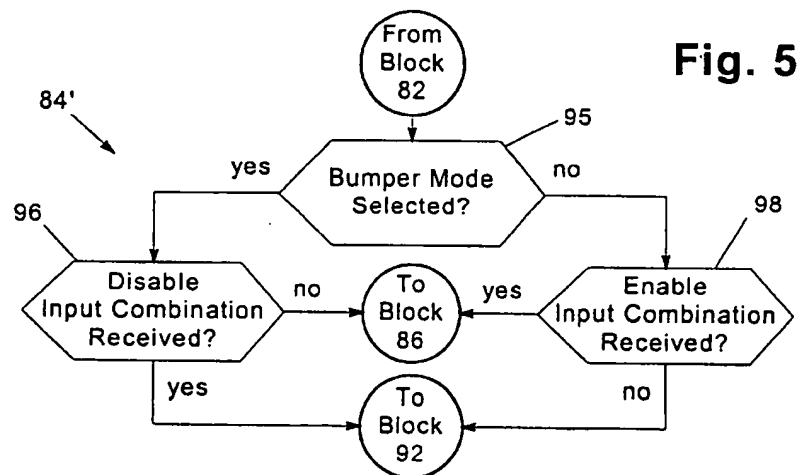 From
Block
82
Fig. 5
84'
95
yes
Bumper Mode
Selected?
no
96
98
Disable
Input Combination
Received?
no
To
Block
86
yes
Enable
Input Combination
Received?
yes
To
Block
92
no